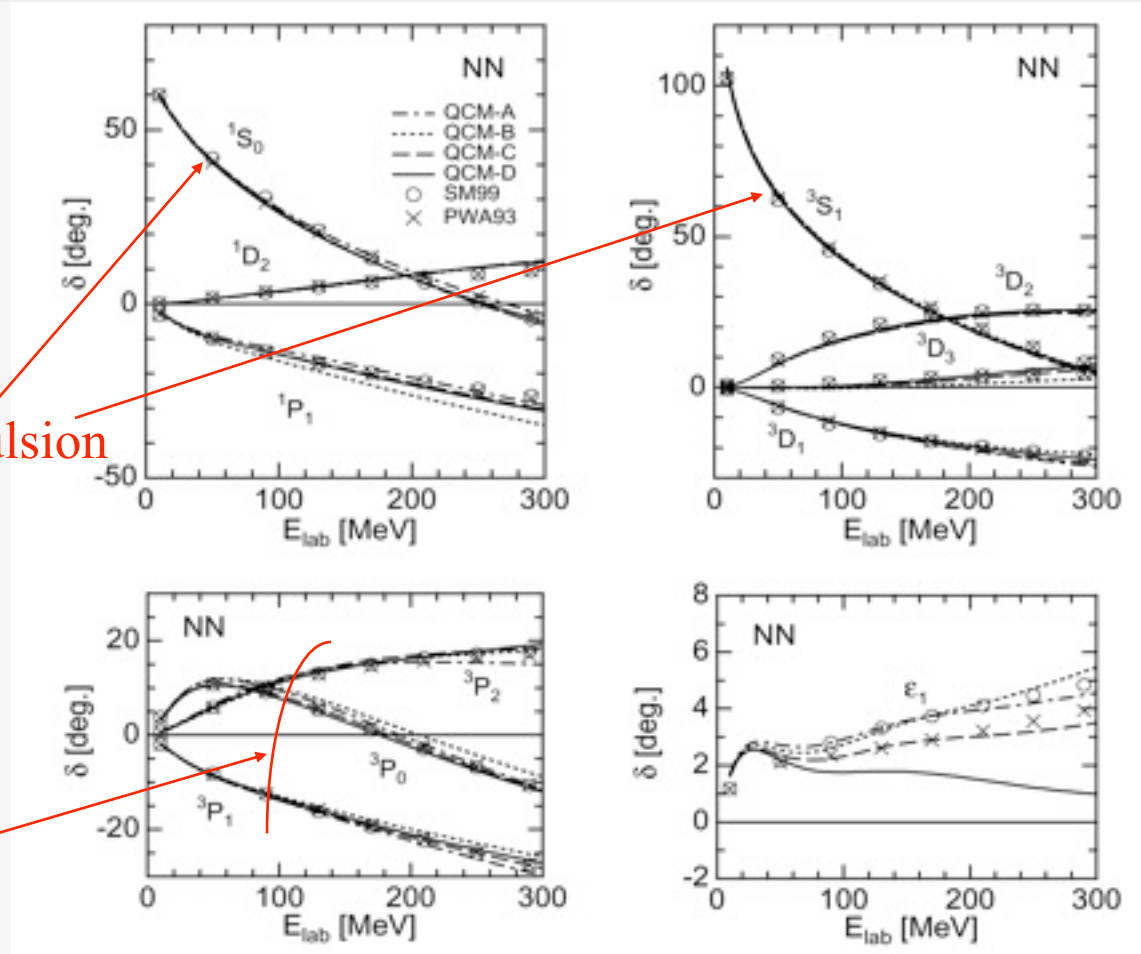 NN
50
0
-50
0 100 200 300
δ [deg.]
E_lab [MeV]
¹S₀
¹D₂
¹P₁
QCM-A
QCM-B
QCM-C
QCM-D
SM99
PWA93
NN
100
50
0
0 100 200 300
δ [deg.]
E_lab [MeV]
³S₁
³D₂
³D₃
³D₁
ulsion
NN
20
0
-20
0 100 200 300
δ [deg.]
E_lab [MeV]
³P₂
³P₀
³P₁
NN
8
6
4
2
0
-2
0 100 200 300
δ [deg.]
E_lab [MeV]
ε₁